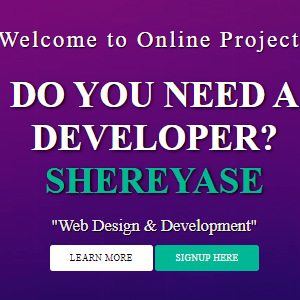 Welcome to Online Project
DO YOU NEED A
DEVELOPER?
SHEREYASE
"Web Design & Development"
LEARN MORE
SIGNUP HERE